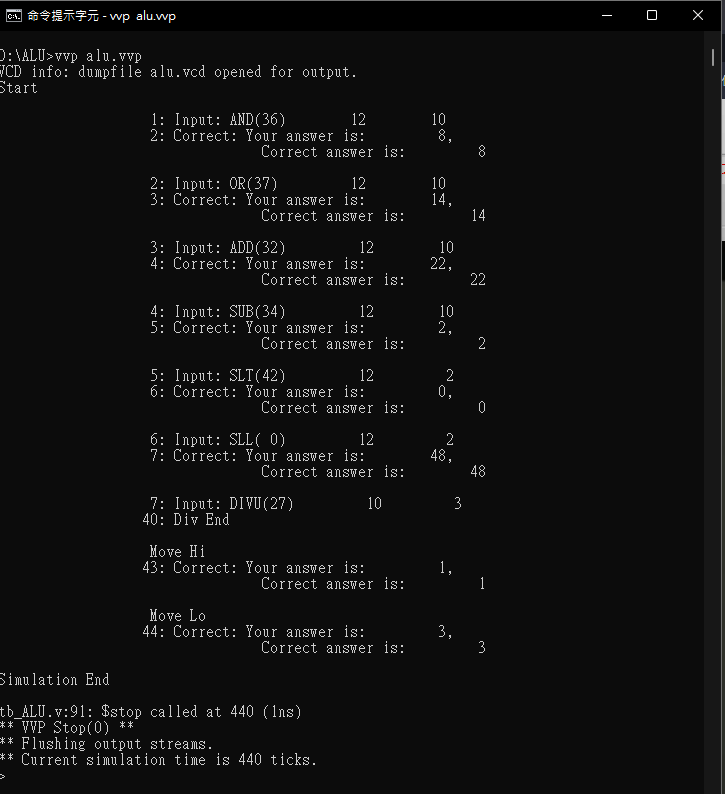 命令提示字元 - vvp alu.vvp
D:\ALU>vvp alu.vvp
VCD info: dumpfile alu.vcd opened for output.
Start
1: Input: AND(36) 12 10
2: Correct: Your answer is: 8,
Correct answer is: 8
2: Input: OR(37) 12 10
3: Correct: Your answer is: 14,
Correct answer is: 14
3: Input: ADD(32) 12 10
4: Correct: Your answer is: 22,
Correct answer is: 22
4: Input: SUB(34) 12 10
5: Correct: Your answer is: 2,
Correct answer is: 2
5: Input: SLT(42) 12 2
6: Correct: Your answer is: 0,
Correct answer is: 0
6: Input: SLL( 0) 12 2
7: Correct: Your answer is: 48,
Correct answer is: 48
7: Input: DIVU(27) 10 3
40: Div End
Move Hi
43: Correct: Your answer is: 1,
Correct answer is: 1
Move Lo
44: Correct: Your answer is: 3,
Correct answer is: 3
Simulation End
tb_ALU.v:91: $stop called at 440 (1ns)
** VVP Stop(0) **
** Flushing output streams.
** Current simulation time is 440 ticks.
>